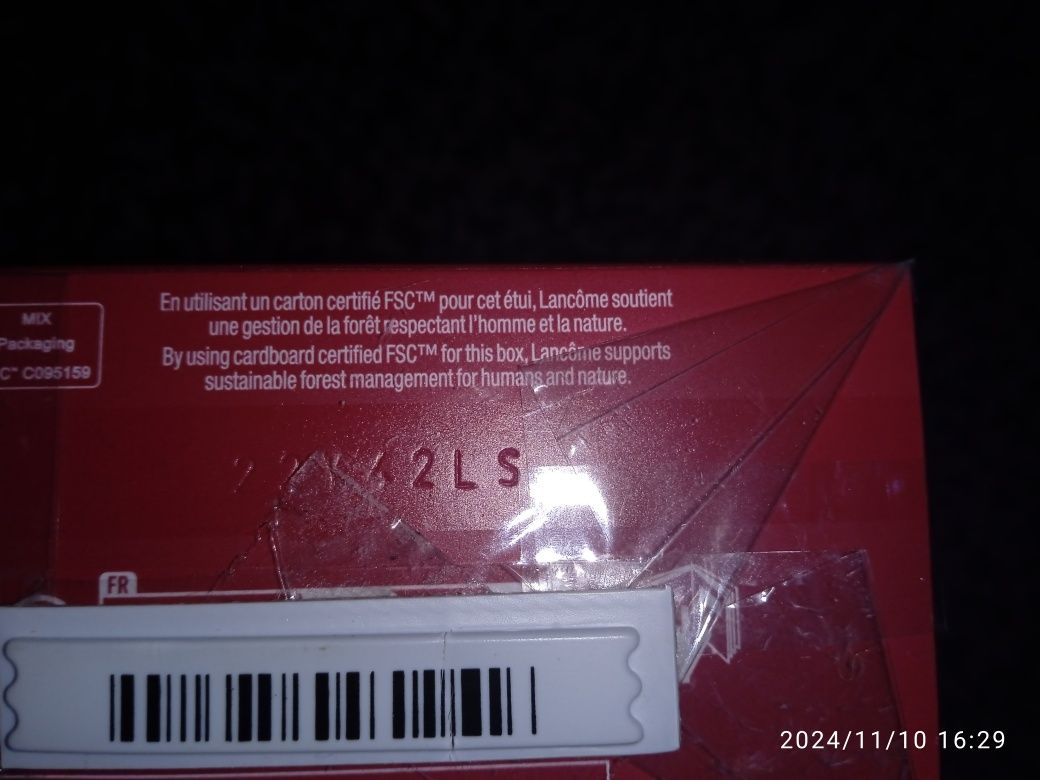 En utilisant un carton certifié FSC™ pour cet étui, Lancôme soutient
une gestion de la forêt respectant l'homme et la nature.
By using cardboard certified FSC™ for this box, Lancôme supports
sustainable forest management for humans and nature.
MIX
Packaging
C™ C095159
FR
2024/11/10 16:29